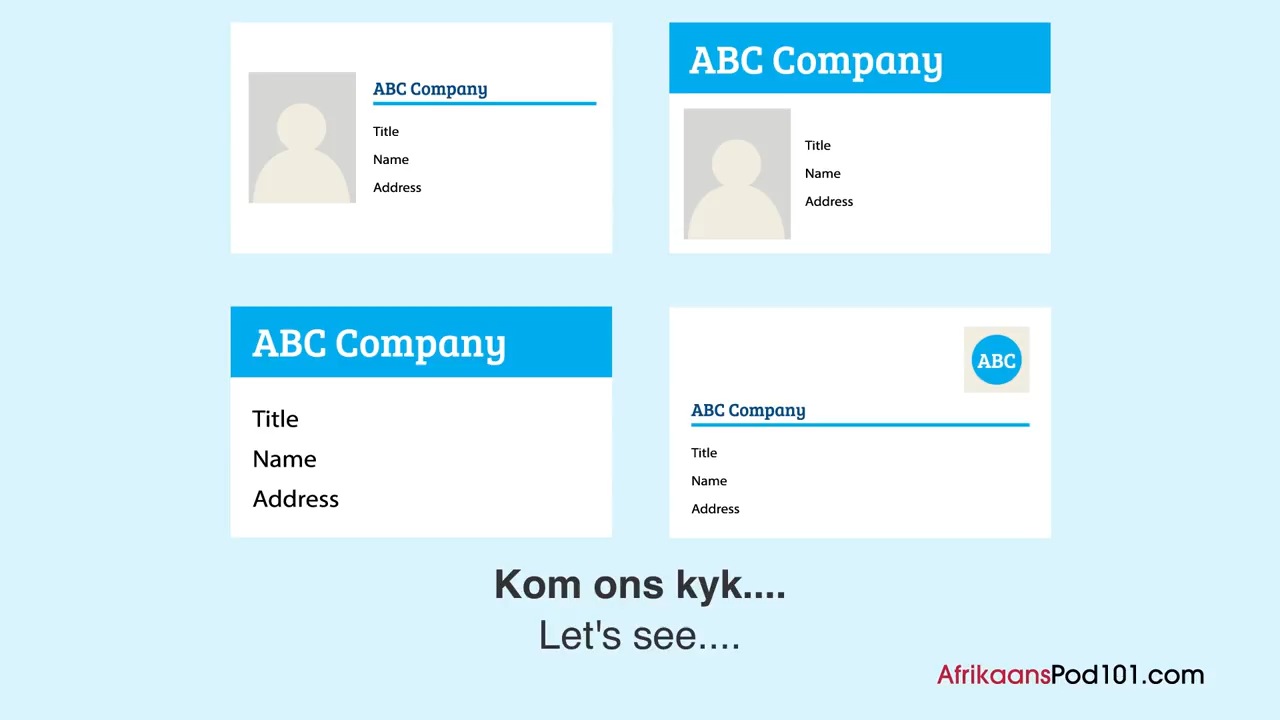 ABC Company
Title
Name
Address
ABC Company
Title
Name
Address
ABC Company
Title
Name
Address
ABC
ABC Company
Title
Name
Address
Kom ons kyk....
Let's see....
AfrikaansPod101.com